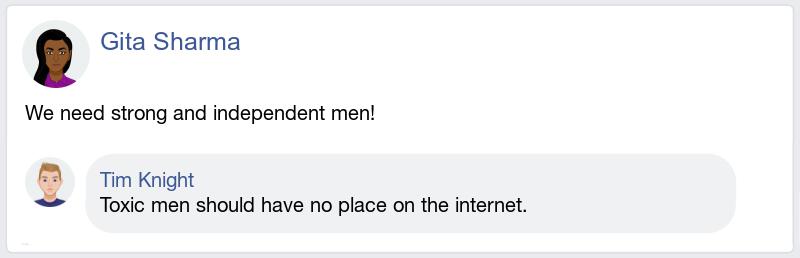 Gita Sharma
We need strong and independent men!
Tim Knight
Toxic men should have no place on the internet.